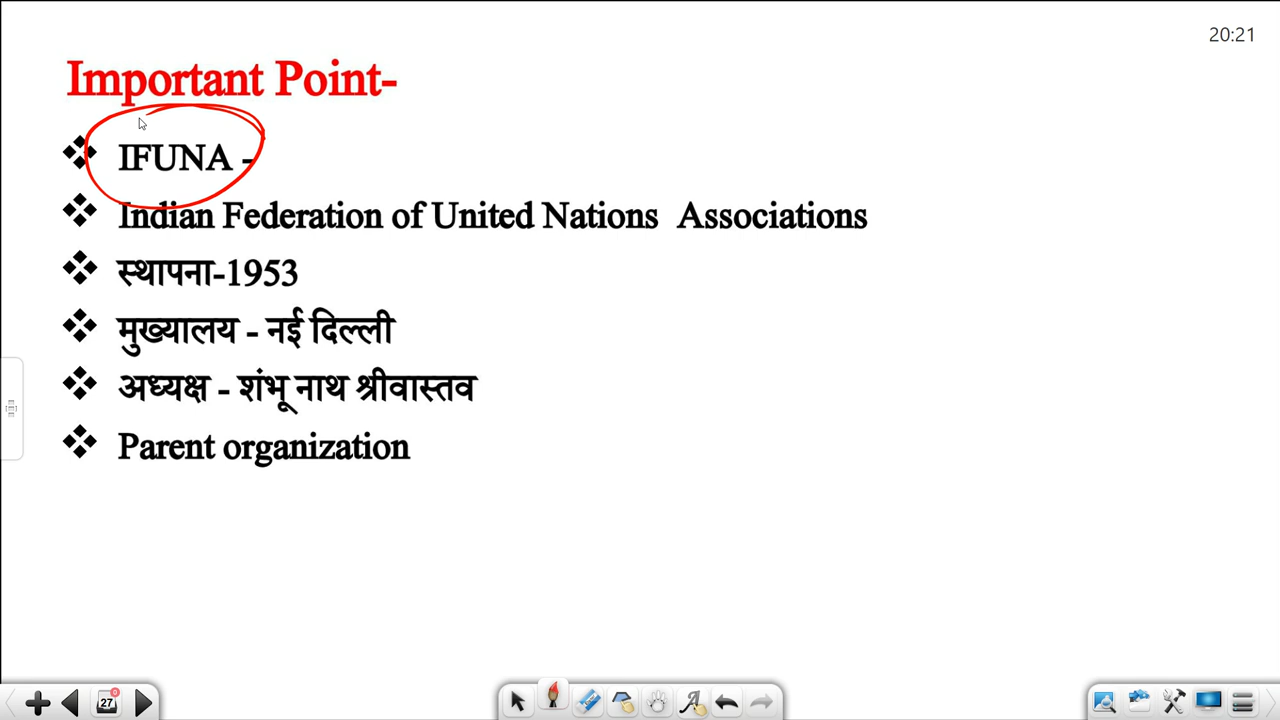 20:21
Important Point-
❖ IFUNA -
❖ Indian Federation of United Nations Associations
❖ स्थापना-1953
❖ मुख्यालय - नई दिल्ली
❖ अध्यक्ष - शंभू नाथ श्रीवास्तव
❖ Parent organization
27
0